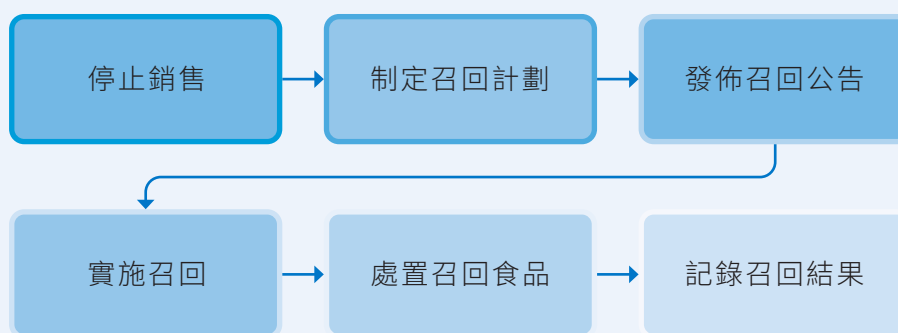 停止銷售
制定召回計劃
發佈召回公告
實施召回
處置召回食品
記錄召回結果